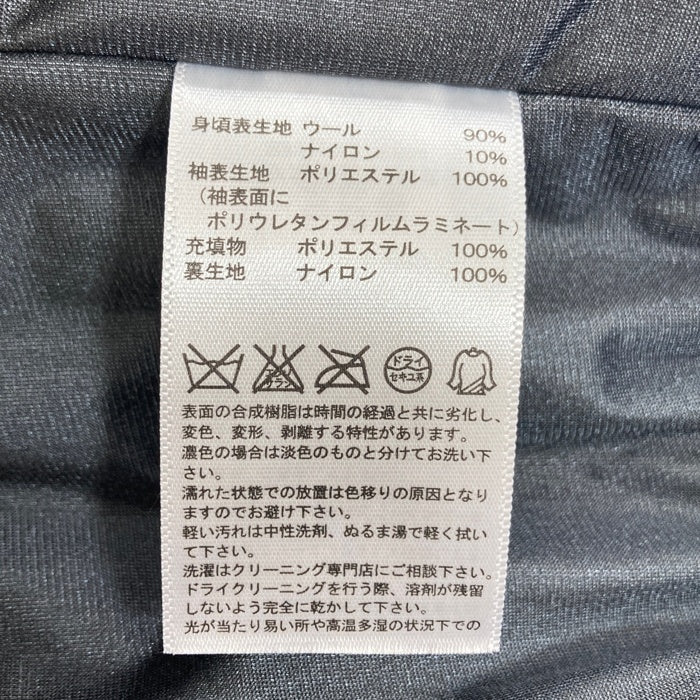 身頃表生地 ウール 90%
ナイロン 10%
袖表生地 ポリエステル 100%
(袖表面に
ポリウレタンフィルムラミネート)
充填物 ポリエステル 100%
裏生地 ナイロン 100%
エンソ サラシ
ドライ
セキユ系
表面の合成樹脂は時間の経過と共に劣化し、
変色、変形、剥離する特性があります。
濃色の場合は淡色のものと分けてお洗い下
さい。
濡れた状態での放置は色移りの原因となり
ますのでお避け下さい。
軽い汚れは中性洗剤、ぬるま湯で軽く拭い
て下さい。
洗濯はクリーニング専門店にご相談下さい。
ドライクリーニングを行う際、溶剤が残留
しないよう完全に乾かして下さい。
光が当たり易い所や高温多湿の状況下での